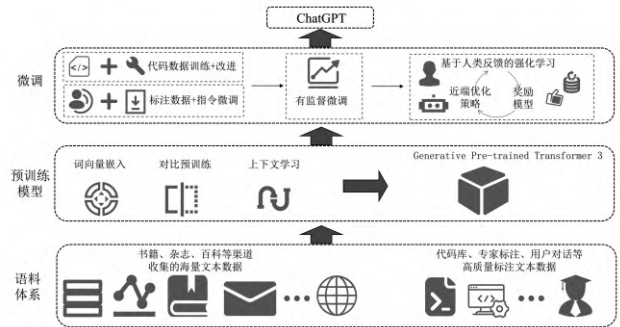 ChatGPT
微调
代码数据训练+改进
标注数据+指令微调
有监督微调
基于人类反馈的强化学习
近端优化
策略
奖励
模型
预训练
模型
词向量嵌入
对比预训练
上下文学习
Generative Pre-trained Transformer 3
语料
体系
书籍、杂志、百科等渠道
收集的海量文本数据
代码库、专家标注、用户对话等
高质量标注文本数据